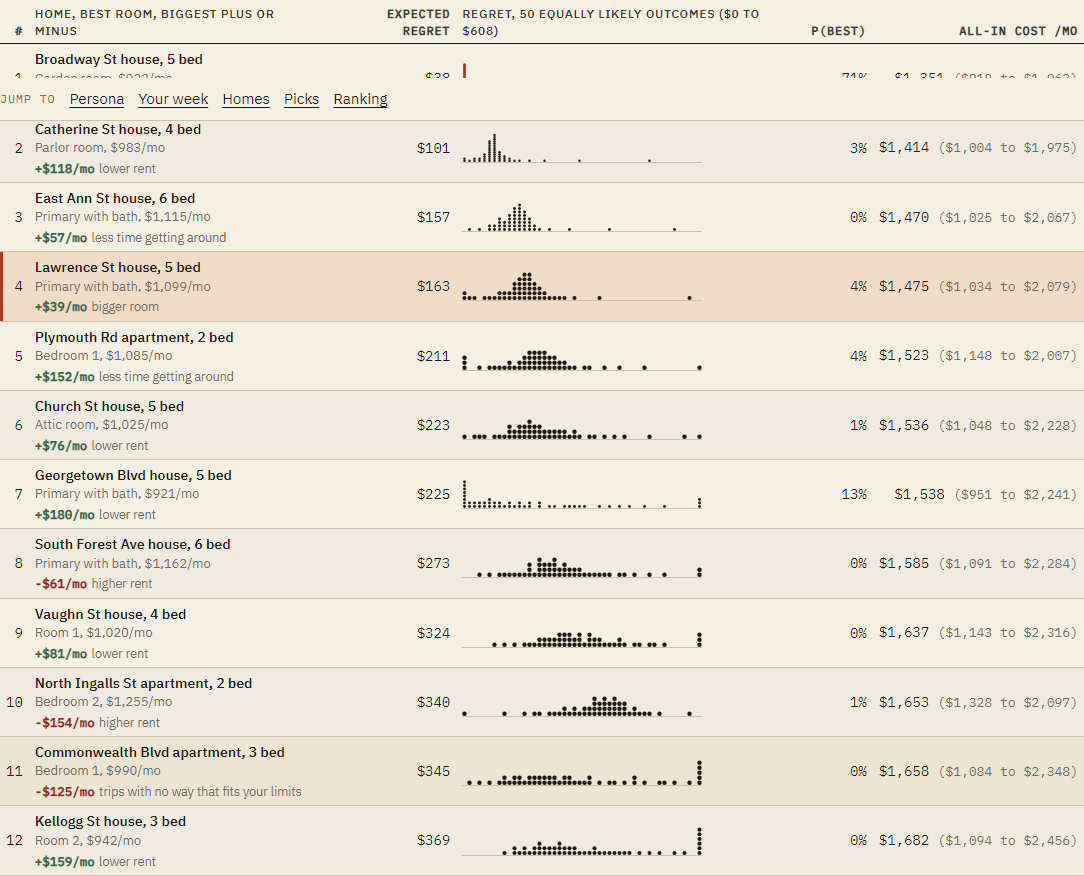 # HOME, BEST ROOM, BIGGEST PLUS OR MINUS EXPECTED REGRET REGRET, 50 EQUALLY LIKELY OUTCOMES ($0 TO $608) P(BEST) ALL-IN COST /MO
Broadway St house, 5 bed
1 Garden room, $923/mo $38 71% $1,351 ($918 to $1,962)
JUMP TO Persona Your week Homes Picks Ranking
Catherine St house, 4 bed
2 Parlor room, $983/mo $101 3% $1,414 ($1,004 to $1,975)
+$118/mo lower rent
East Ann St house, 6 bed
3 Primary with bath, $1,115/mo $157 0% $1,470 ($1,025 to $2,067)
+$57/mo less time getting around
Lawrence St house, 5 bed
4 Primary with bath, $1,099/mo $163 4% $1,475 ($1,034 to $2,079)
+$39/mo bigger room
Plymouth Rd apartment, 2 bed
5 Bedroom 1, $1,085/mo $211 4% $1,523 ($1,148 to $2,007)
+$152/mo less time getting around
Church St house, 5 bed
6 Attic room, $1,025/mo $223 1% $1,536 ($1,048 to $2,228)
+$76/mo lower rent
Georgetown Blvd house, 5 bed
7 Primary with bath, $921/mo $225 13% $1,538 ($951 to $2,241)
+$180/mo lower rent
South Forest Ave house, 6 bed
8 Primary with bath, $1,162/mo $273 0% $1,585 ($1,091 to $2,284)
-$61/mo higher rent
Vaughn St house, 4 bed
9 Room 1, $1,020/mo $324 0% $1,637 ($1,143 to $2,316)
+$81/mo lower rent
North Ingalls St apartment, 2 bed
10 Bedroom 2, $1,255/mo $340 1% $1,653 ($1,328 to $2,097)
-$154/mo higher rent
Commonwealth Blvd apartment, 3 bed
11 Bedroom 1, $990/mo $345 0% $1,658 ($1,084 to $2,348)
-$125/mo trips with no way that fits your limits
Kellogg St house, 3 bed
12 Room 2, $942/mo $369 0% $1,682 ($1,094 to $2,456)
+$159/mo lower rent